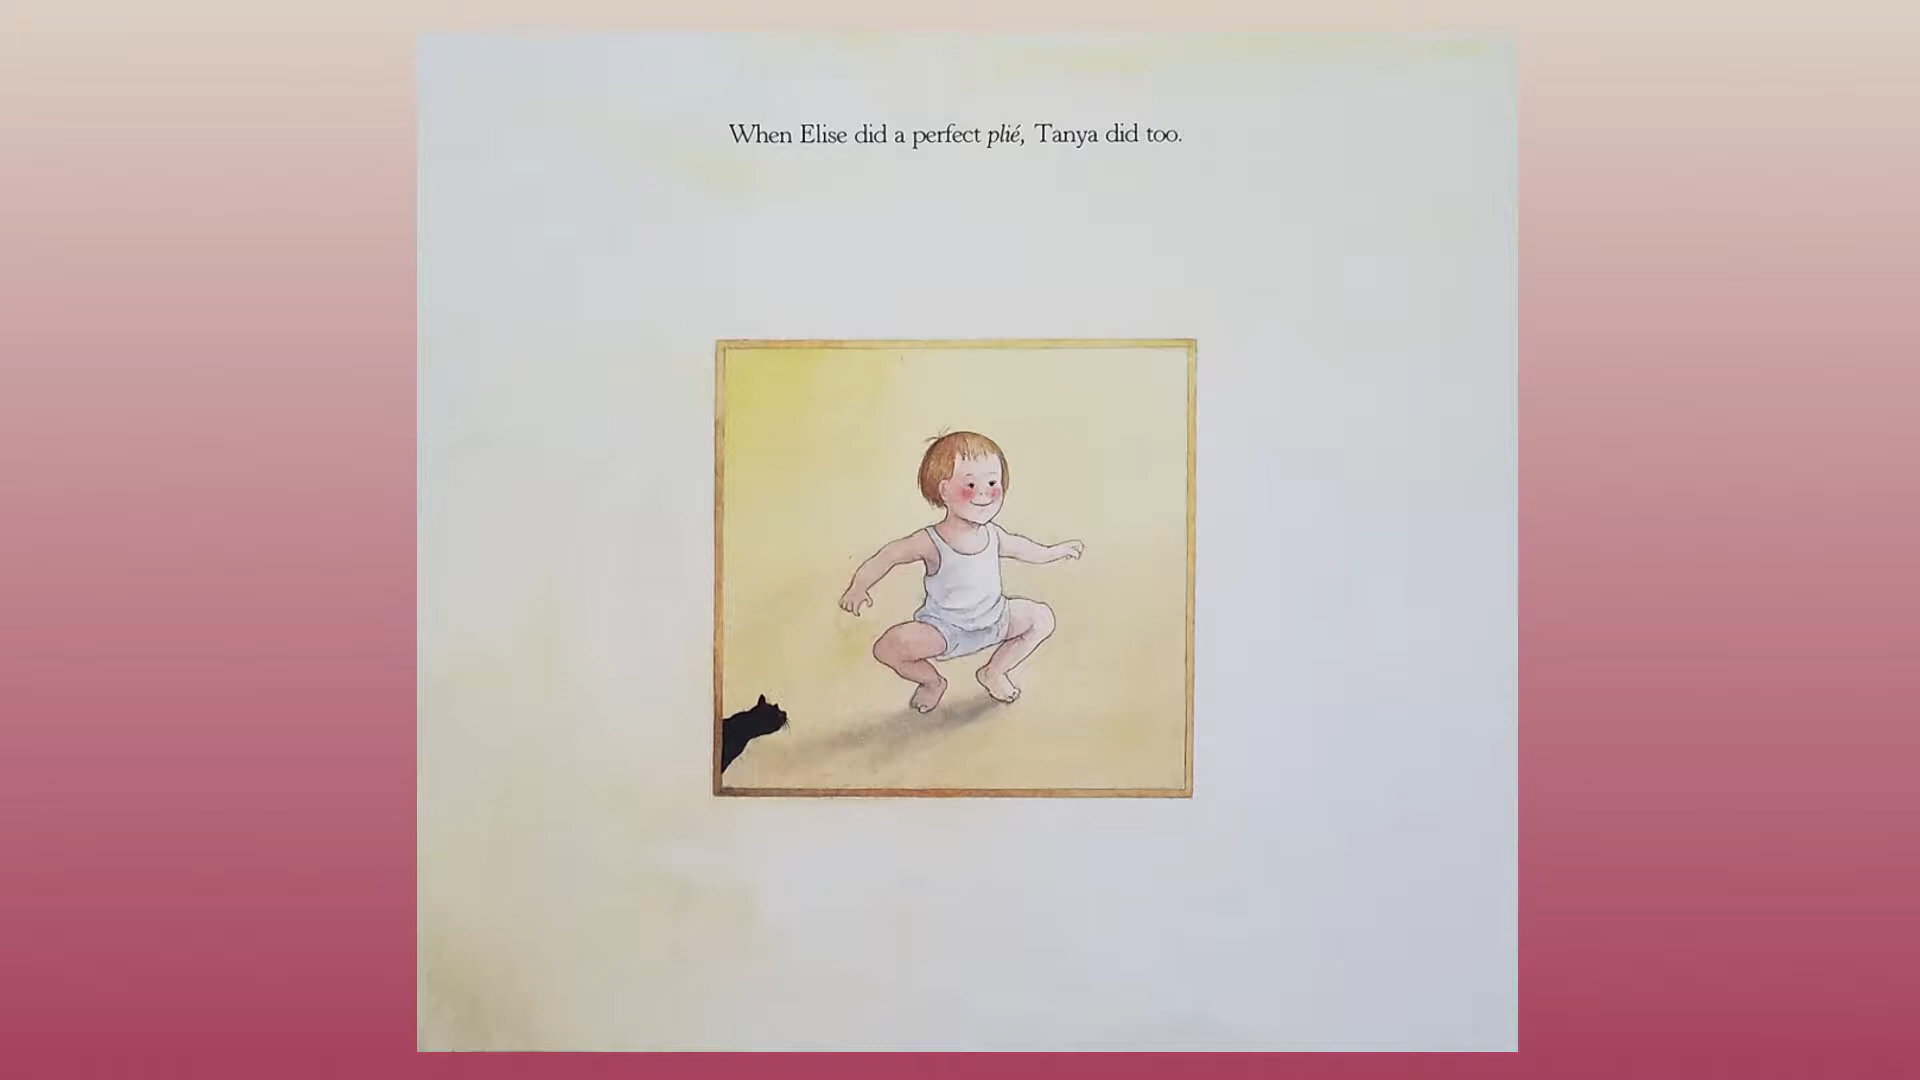 When Elise did a perfect plié, Tanya did too.